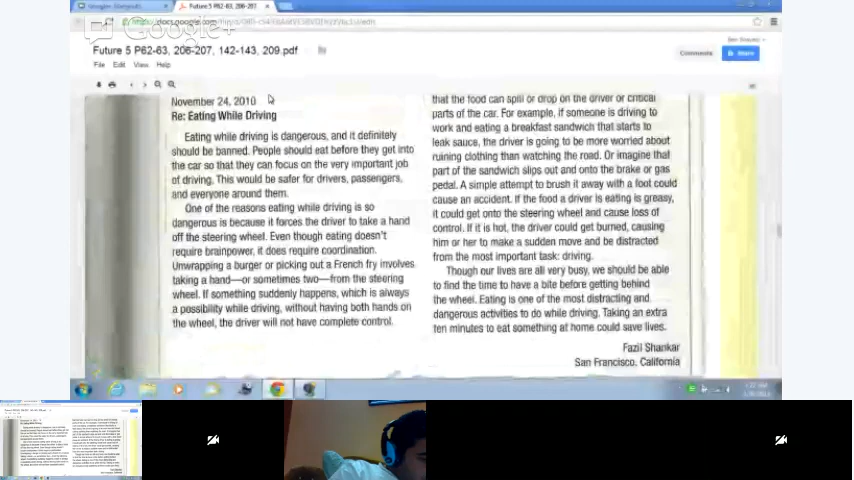 Future 5 P62-63, 206-207
Google+
Future 5 P62-63, 206-207, 142-143, 209.pdf
File Edit View Help
Comments
Share
November 24, 2010
Re: Eating While Driving
Eating while driving is dangerous, and it definitely
should be banned. People should eat before they get into
the car so that they can focus on the very important job
of driving. This would be safer for drivers, passengers,
and everyone around them.
One of the reasons eating while driving is so
dangerous is because it forces the driver to take a hand
off the steering wheel. Even though eating doesn't
require brainpower, it does require coordination.
Unwrapping a burger or picking out a French fry involves
taking a hand—or sometimes two—from the steering
wheel. If something suddenly happens, which is always
a possibility while driving, without having both hands on
the wheel, the driver will not have complete control.
that the food can spill or drop on the driver or critical
parts of the car. For example, if someone is driving to
work and eating a breakfast sandwich that starts to
leak sauce, the driver is going to be more worried about
ruining clothing than watching the road. Or imagine that
part of the sandwich slips out and onto the brake or gas
pedal. A simple attempt to brush it away with a foot could
cause an accident. If the food a driver is eating is greasy,
it could get onto the steering wheel and cause loss of
control. If it is hot, the driver could get burned, causing
him or her to make a sudden move and be distracted
from the most important task: driving.
Though our lives are all very busy, we should be able
to find the time to have a bite before getting behind
the wheel. Eating is one of the most distracting and
dangerous activities to do while driving. Taking an extra
ten minutes to eat something at home could save lives.
Fazil Shankar
San Francisco, California